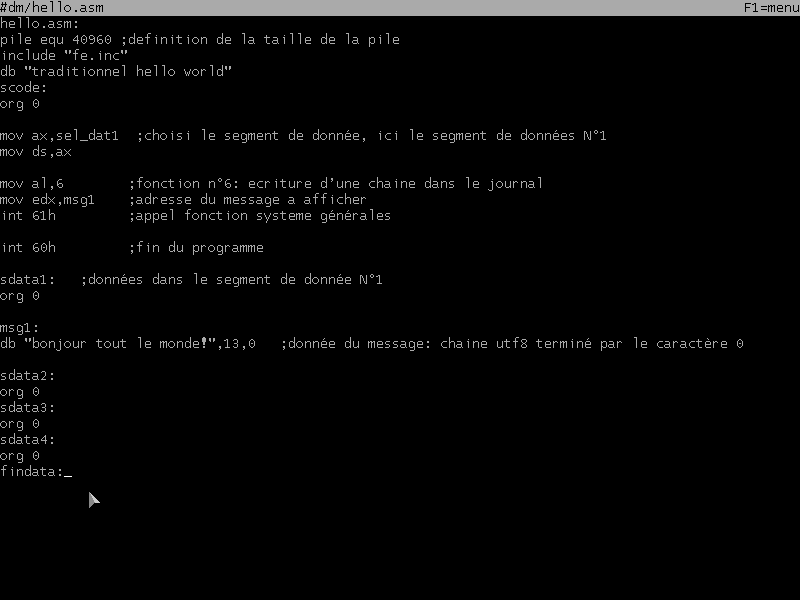 #dm/hello.asm F1=menu
hello.asm:
pile equ 40960 ;definition de la taille de la pile
include "fe.inc"
db "traditionnel hello world"
scode:
org 0
mov ax,sel_dat1 ;choisi le segment de donnée, ici le segment de données N°1
mov ds,ax
mov al,6 ;fonction n°6: ecriture d'une chaine dans le journal
mov edx,msg1 ;adresse du message a afficher
int 61h ;appel fonction systeme générales
int 60h ;fin du programme
sdata1: ;données dans le segment de donnée N°1
org 0
msg1:
db "bonjour tout le monde!",13,0 ;donnée du message: chaine utf8 terminé par le caractère 0
sdata2:
org 0
sdata3:
org 0
sdata4:
org 0
findata:_